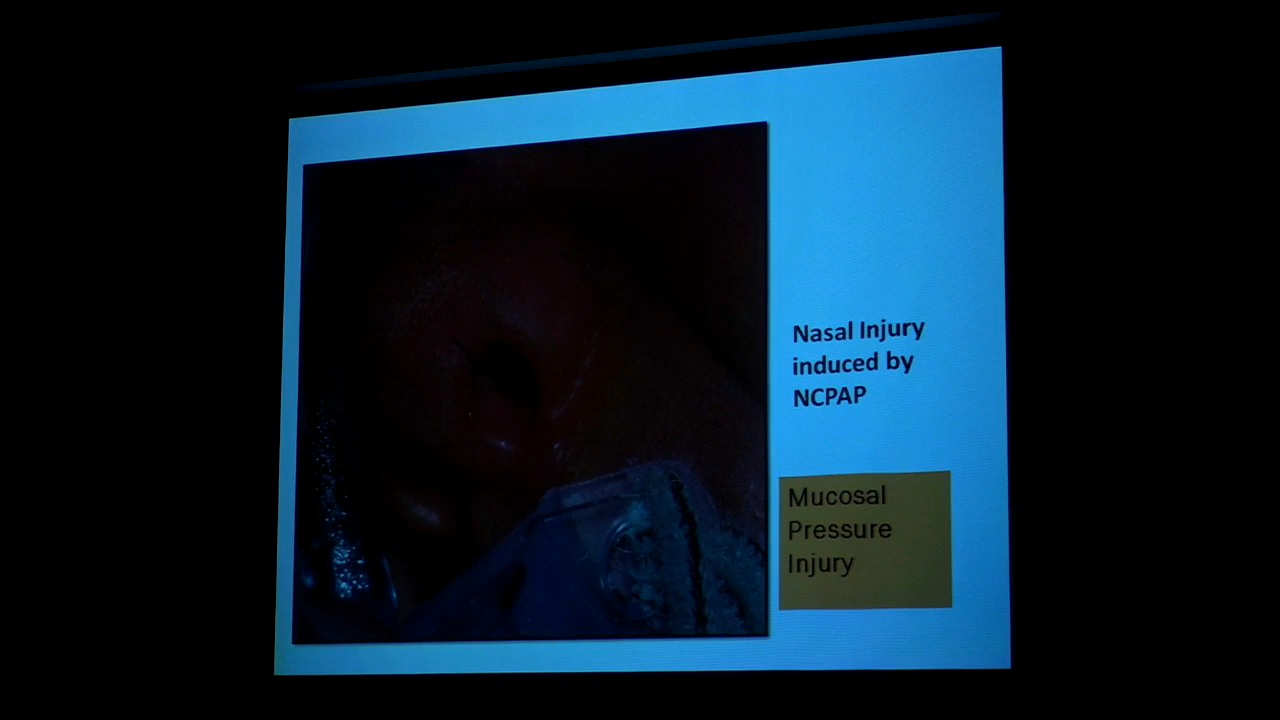 Nasal Injury
induced by
NCPAP
Mucosal
Pressure
Injury